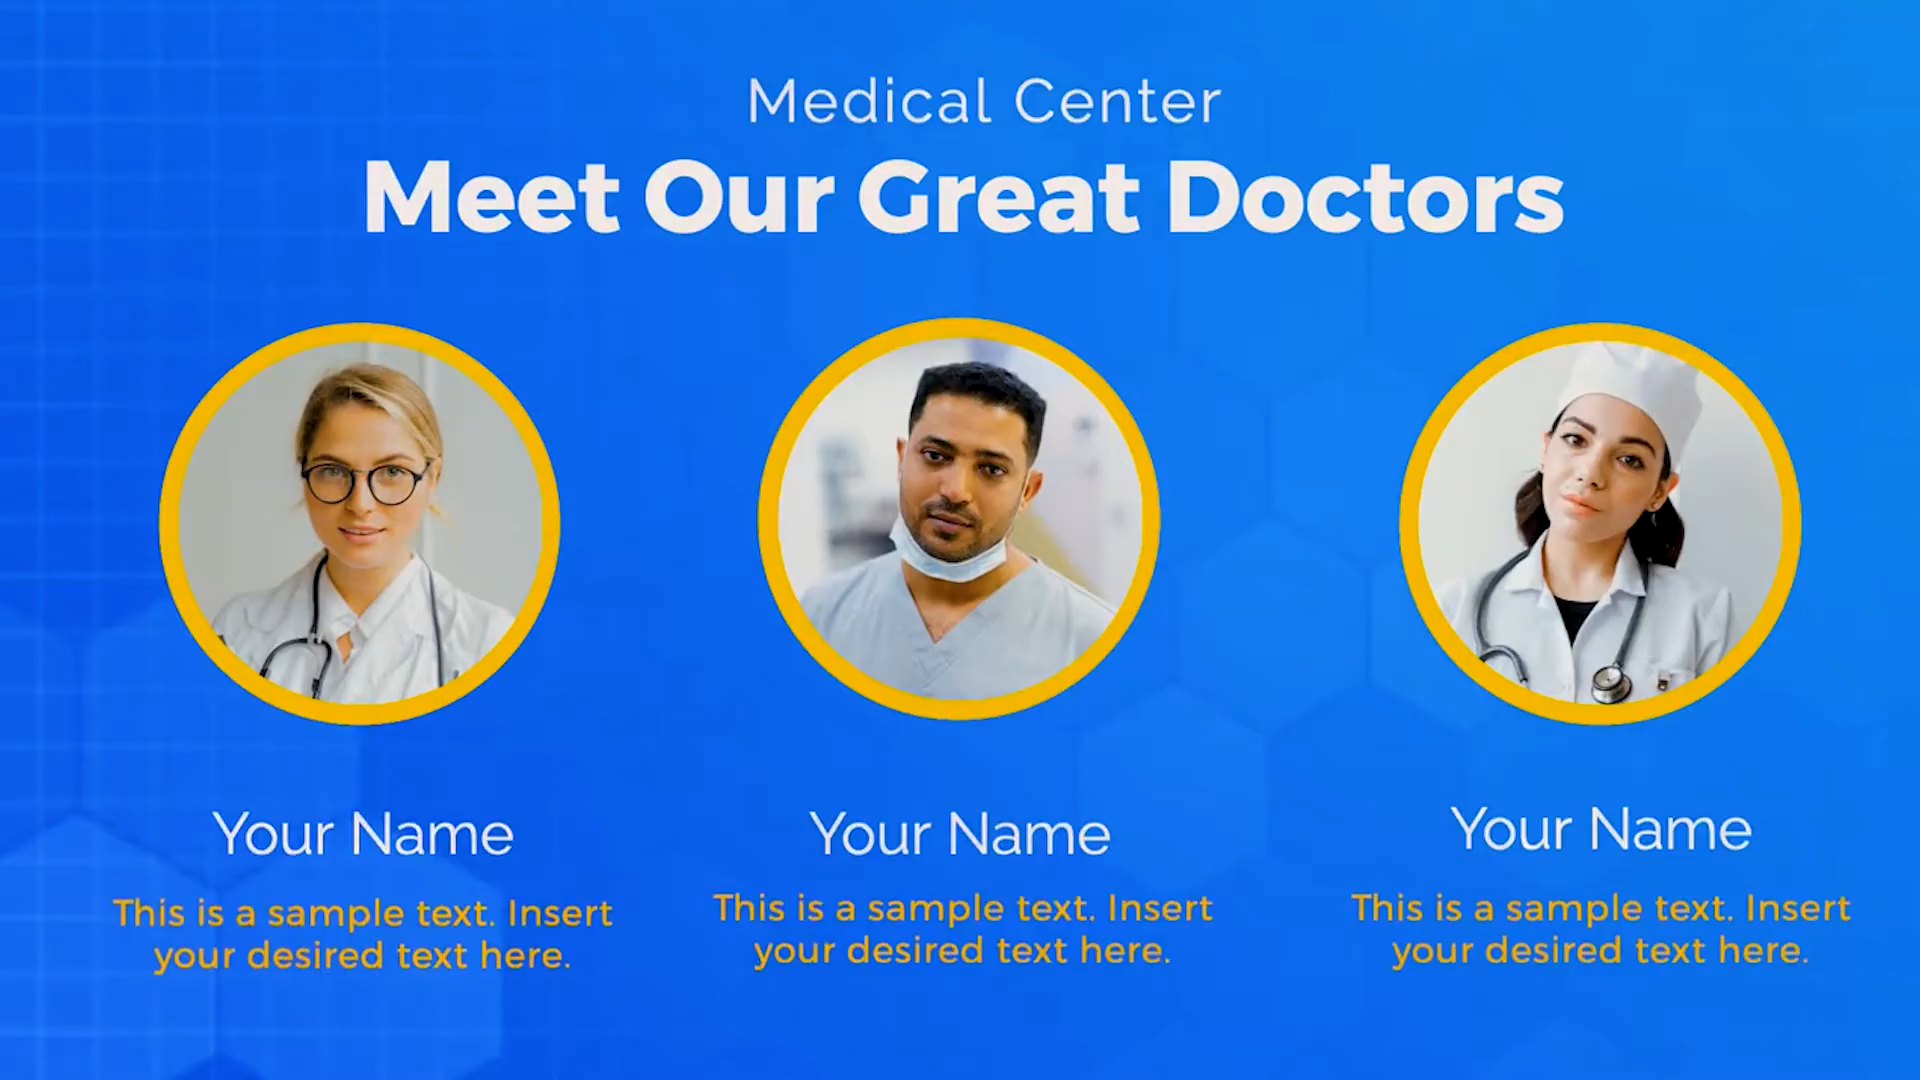 Medical Center
Meet Our Great Doctors
Your Name
This is a sample text. Insert
your desired text here.
Your Name
This is a sample text. Insert
your desired text here.
Your Name
This is a sample text. Insert
your desired text here.